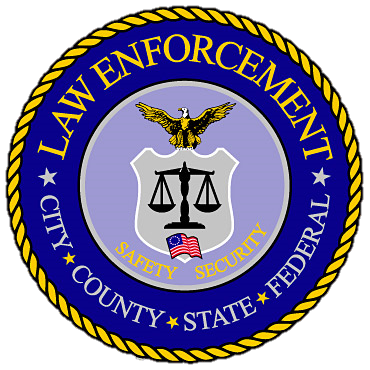 LAW ENFORCEMENT
SAFETY SECURITY
CITY COUNTY STATE FEDERAL